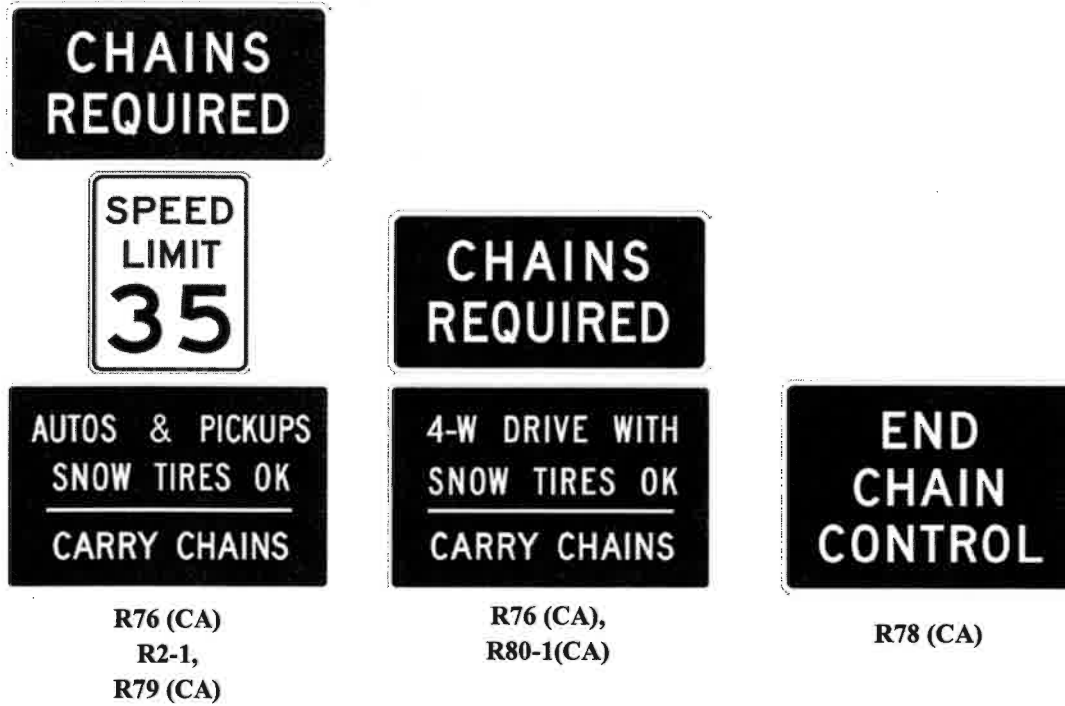 CHAINS
REQUIRED
SPEED
LIMIT
35
AUTOS & PICKUPS
SNOW TIRES OK
CARRY CHAINS
R76 (CA)
R2-1,
R79 (CA)
CHAINS
REQUIRED
4-W DRIVE WITH
SNOW TIRES OK
CARRY CHAINS
R76 (CA),
R80-1(CA)
END
CHAIN
CONTROL
R78 (CA)